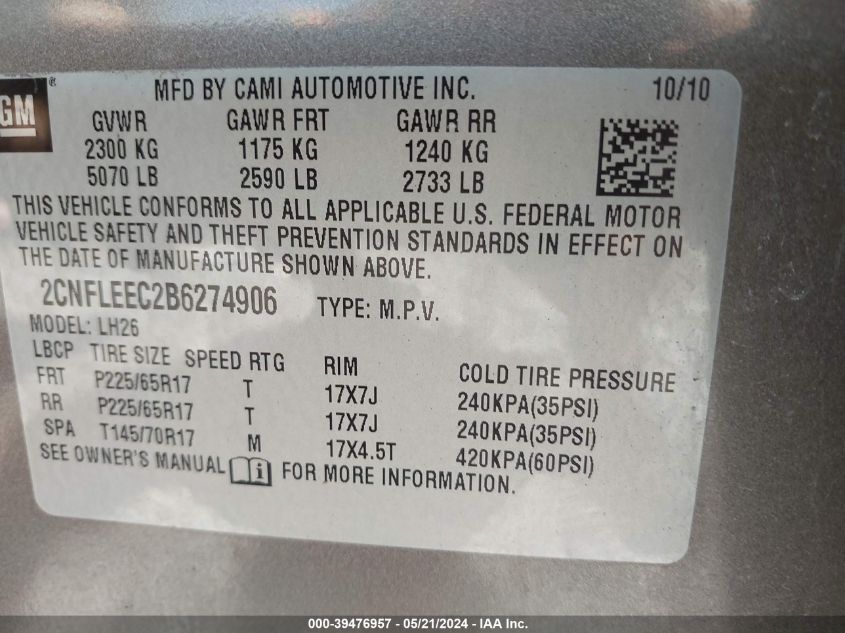 GM ®
MFD BY CAMI AUTOMOTIVE INC. 10/10
GVWR GAWR FRT GAWR RR
2300 KG 1175 KG 1240 KG
5070 LB 2590 LB 2733 LB
THIS VEHICLE CONFORMS TO ALL APPLICABLE U.S. FEDERAL MOTOR
VEHICLE SAFETY AND THEFT PREVENTION STANDARDS IN EFFECT ON
THE DATE OF MANUFACTURE SHOWN ABOVE.
2CNFLEEC2B6274906 TYPE: M.P.V.
MODEL: LH26
LBCP TIRE SIZE SPEED RTG RIM COLD TIRE PRESSURE
FRT P225/65R17 T 17X7J 240KPA(35PSI)
RR P225/65R17 T 17X7J 240KPA(35PSI)
SPA T145/70R17 M 17X4.5T 420KPA(60PSI)
SEE OWNER'S MANUAL i FOR MORE INFORMATION.
000-39476957 - 05/21/2024 - IAA Inc.